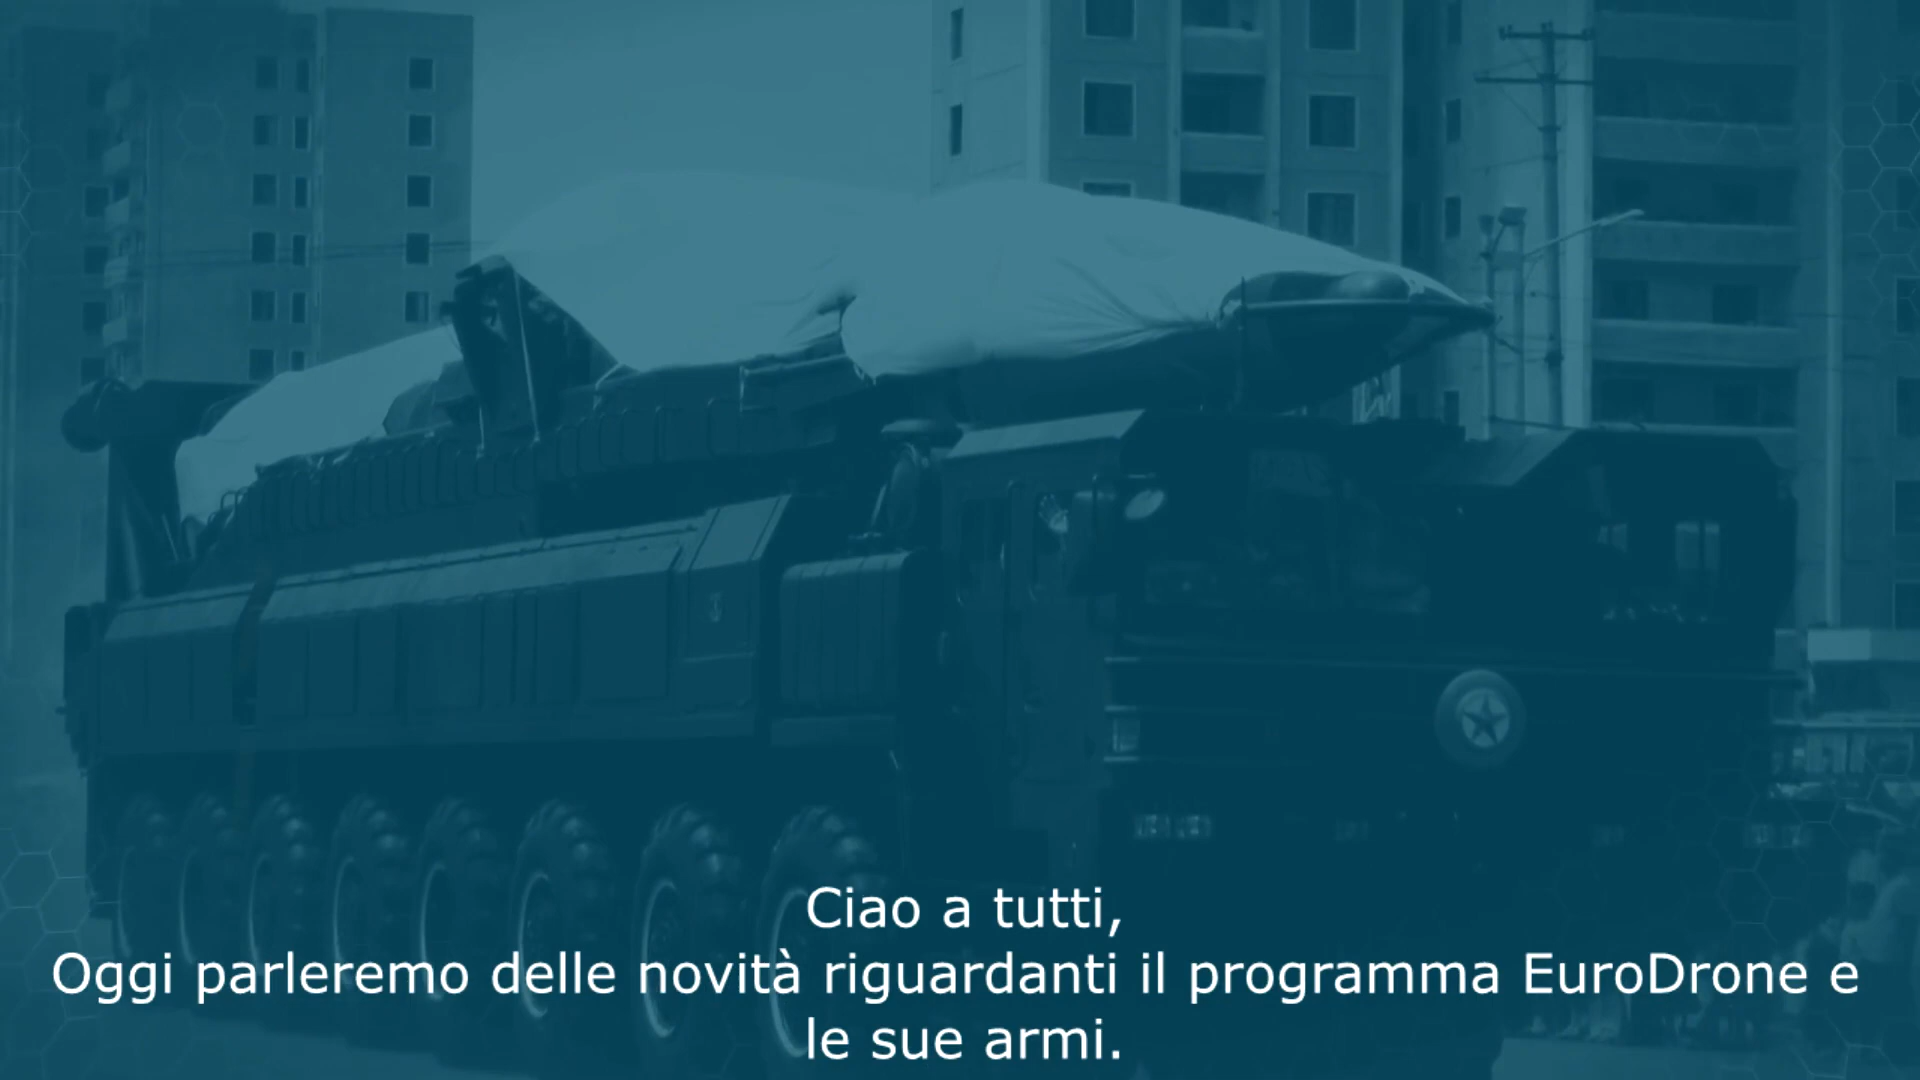 Ciao a tutti,
Oggi parleremo delle novità riguardanti il programma EuroDrone e
le sue armi.